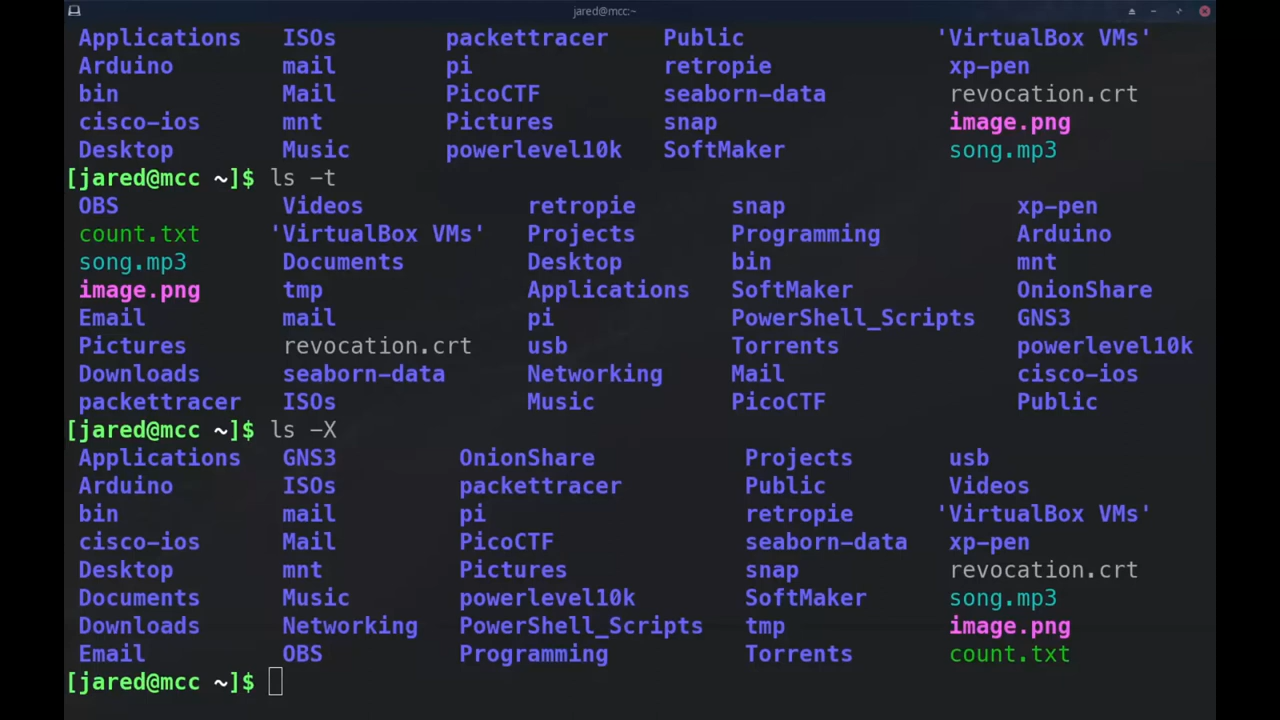 jared@mcc:~
Applications ISOs packettracer Public 'VirtualBox VMs'
Arduino mail pi retropie xp-pen
bin Mail PicoCTF seaborn-data revocation.crt
cisco-ios mnt Pictures snap image.png
Desktop Music powerlevel10k SoftMaker song.mp3
[jared@mcc ~]$ ls -t
OBS Videos retropie snap xp-pen
count.txt 'VirtualBox VMs' Projects Programming Arduino
song.mp3 Documents Desktop bin mnt
image.png tmp Applications SoftMaker OnionShare
Email mail pi PowerShell_Scripts GNS3
Pictures revocation.crt usb Torrents powerlevel10k
Downloads seaborn-data Networking Mail cisco-ios
packettracer ISOs Music PicoCTF Public
[jared@mcc ~]$ ls -X
Applications GNS3 OnionShare Projects usb
Arduino ISOs packettracer Public Videos
bin mail pi retropie 'VirtualBox VMs'
cisco-ios Mail PicoCTF seaborn-data xp-pen
Desktop mnt Pictures snap revocation.crt
Documents Music powerlevel10k SoftMaker song.mp3
Downloads Networking PowerShell_Scripts tmp image.png
Email OBS Programming Torrents count.txt
[jared@mcc ~]$